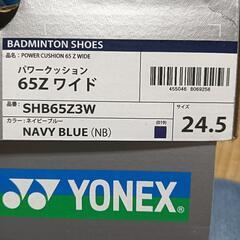 BADMINTON SHOES
品名：POWER CUSHION 65 Z WIDE
パワークッション
65Z ワイド
455046 8069256
品番：
SHB65Z3W
サイズ
24.5
カラー：ネイビーブルー
(019)
NAVY BLUE (NB)
YONEX